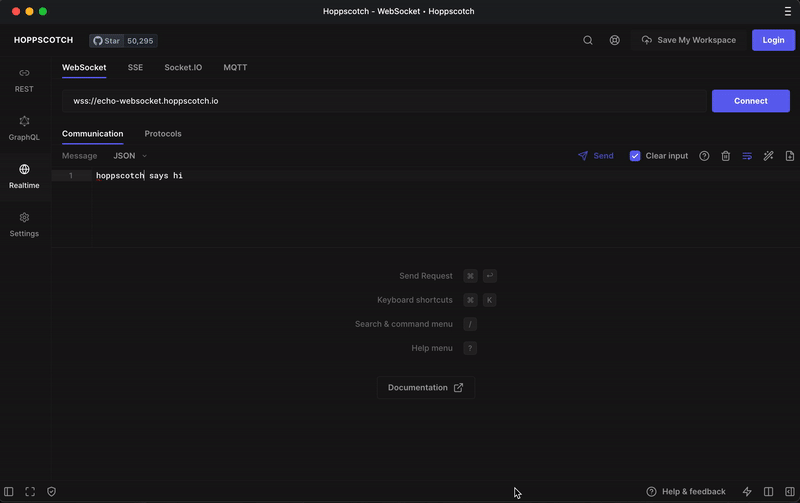 Hoppscotch - WebSocket • Hoppscotch
HOPPSCOTCH
Star 50,295
Save My Workspace
Login
REST
GraphQL
Realtime
Settings
WebSocket SSE Socket.IO MQTT
wss://echo-websocket.hoppscotch.io
Connect
Communication Protocols
Message JSON
Send
Clear input
1 hoppscotch says hi
Send Request ⌘ ↩
Keyboard shortcuts ⌘ K
Search & command menu /
Help menu ?
Documentation
Help & feedback